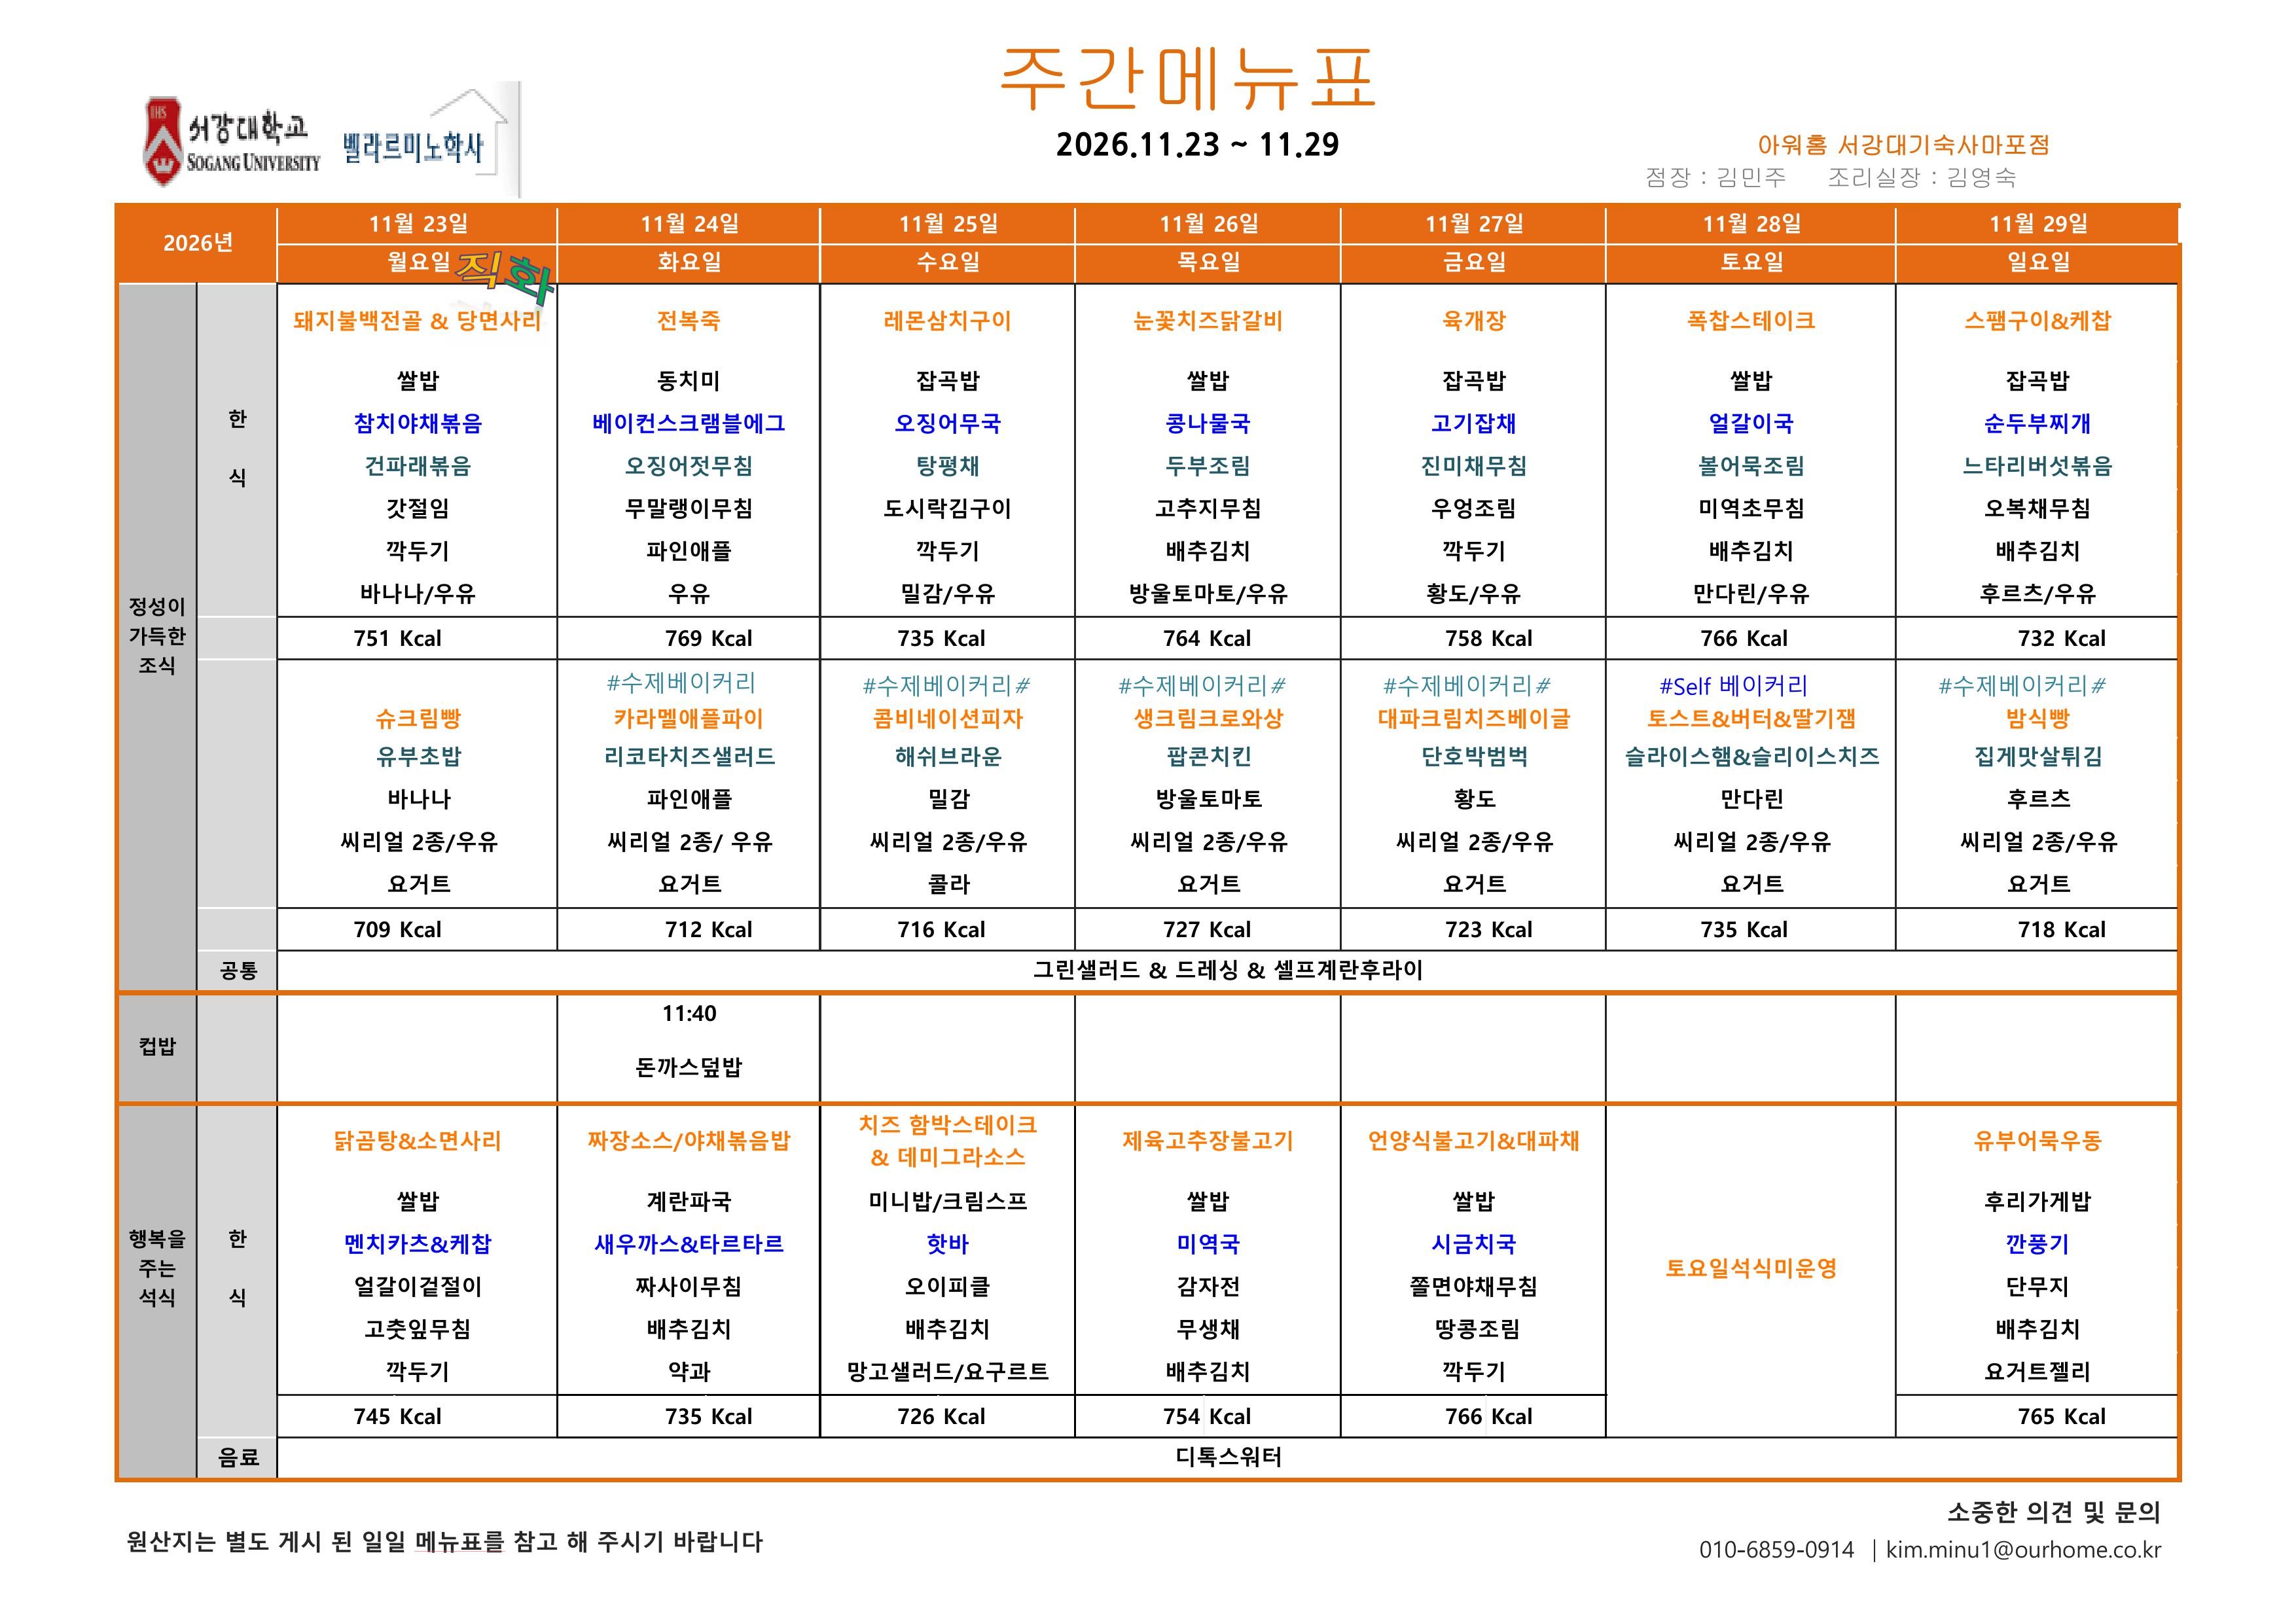 주간메뉴표
2026.11.23 ~ 11.29
서강대학교
SOGANG UNIVERSITY
IHS
벨라르미노학사
아워홈 서강대기숙사마포점
점장 : 김민주 조리실장 : 김영숙
2026년 11월 23일 11월 24일 11월 25일 11월 26일 11월 27일 11월 28일 11월 29일
월요일 직화 화요일 수요일 목요일 금요일 토요일 일요일
정성이
가득한
조식
한
식
돼지불백전골 & 당면사리 전복죽 레몬삼치구이 눈꽃치즈닭갈비 육개장 폭찹스테이크 스팸구이&케찹
쌀밥 동치미 잡곡밥 쌀밥 잡곡밥 쌀밥 잡곡밥
참치야채볶음 베이컨스크램블에그 오징어무국 콩나물국 고기잡채 얼갈이국 순두부찌개
건파래볶음 오징어젓무침 탕평채 두부조림 진미채무침 볼어묵조림 느타리버섯볶음
갓절임 무말랭이무침 도시락김구이 고추지무침 우엉조림 미역초무침 오복채무침
깍두기 파인애플 깍두기 배추김치 깍두기 배추김치 배추김치
바나나/우유 우유 밀감/우유 방울토마토/우유 황도/우유 만다린/우유 후르츠/우유
751 Kcal 769 Kcal 735 Kcal 764 Kcal 758 Kcal 766 Kcal 732 Kcal
#수제베이커리 #수제베이커리# #수제베이커리# #수제베이커리# #Self 베이커리 #수제베이커리#
슈크림빵 카라멜애플파이 콤비네이션피자 생크림크로와상 대파크림치즈베이글 토스트&버터&딸기잼 밤식빵
유부초밥 리코타치즈샐러드 해쉬브라운 팝콘치킨 단호박범벅 슬라이스햄&슬리이스치즈 집게맛살튀김
바나나 파인애플 밀감 방울토마토 황도 만다린 후르츠
씨리얼 2종/우유 씨리얼 2종/ 우유 씨리얼 2종/우유 씨리얼 2종/우유 씨리얼 2종/우유 씨리얼 2종/우유 씨리얼 2종/우유
요거트 요거트 콜라 요거트 요거트 요거트 요거트
709 Kcal 712 Kcal 716 Kcal 727 Kcal 723 Kcal 735 Kcal 718 Kcal
공통 그린샐러드 & 드레싱 & 셀프계란후라이
컵밥
11:40
돈까스덮밥
행복을
주는
석식
한
식
닭곰탕&소면사리 짜장소스/야채볶음밥 치즈 함박스테이크 & 데미그라소스 제육고추장불고기 언양식불고기&대파채 유부어묵우동
쌀밥 계란파국 미니밥/크림스프 쌀밥 쌀밥 후리가게밥
멘치카츠&케찹 새우까스&타르타르 핫바 미역국 시금치국 토요일석식미운영 깐풍기
얼갈이겉절이 짜사이무침 오이피클 감자전 쫄면야채무침 단무지
고춧잎무침 배추김치 배추김치 무생채 땅콩조림 배추김치
깍두기 약과 망고샐러드/요구르트 배추김치 깍두기 요거트젤리
745 Kcal 735 Kcal 726 Kcal 754 Kcal 766 Kcal 765 Kcal
음료 디톡스워터
원산지는 별도 게시 된 일일 메뉴표를 참고 해 주시기 바랍니다
소중한 의견 및 문의
010-6859-0914 | kim.minu1@ourhome.co.kr